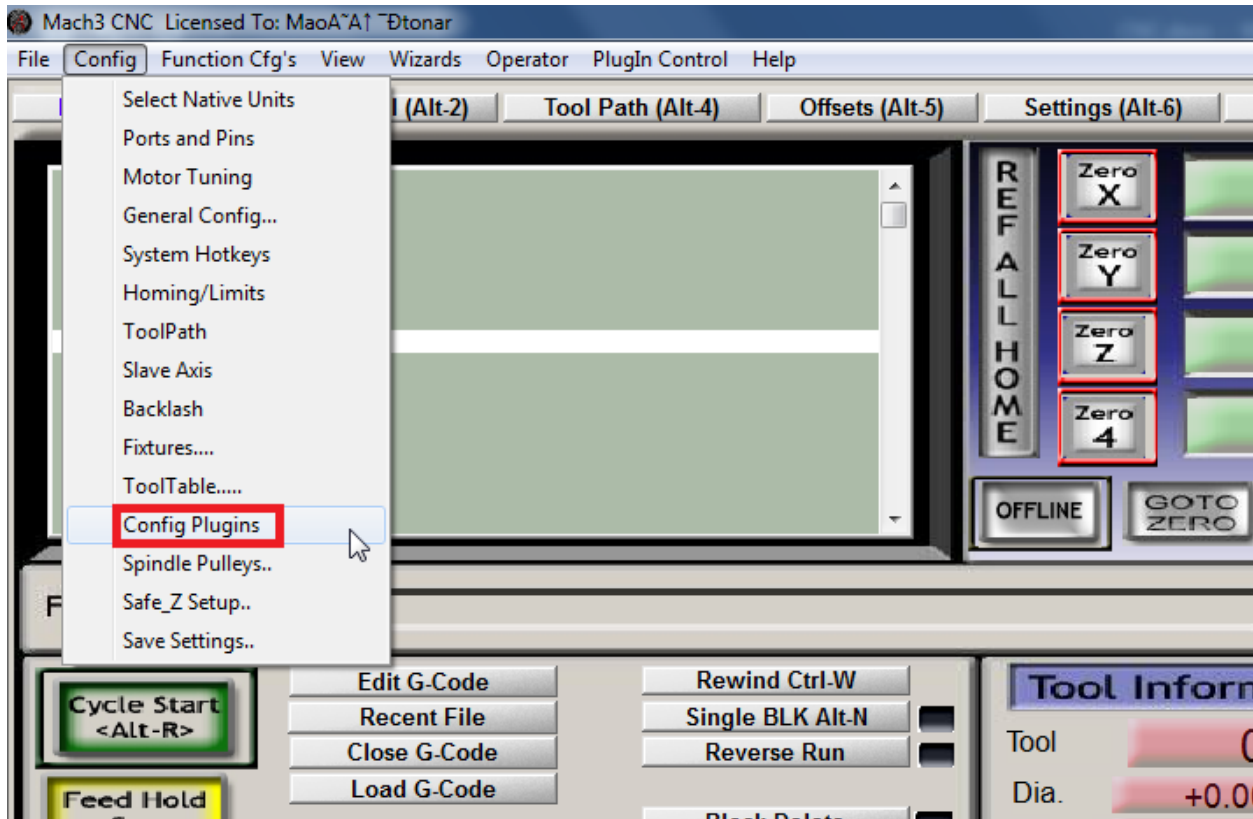 Mach3 CNC Licensed To: MaoA˜A↑ ¯Ðtonar
File Config Function Cfg's View Wizards Operator PlugIn Control Help
(Alt-2) Tool Path (Alt-4) Offsets (Alt-5) Settings (Alt-6)
Select Native Units
Ports and Pins
Motor Tuning
General Config...
System Hotkeys
Homing/Limits
ToolPath
Slave Axis
Backlash
Fixtures....
ToolTable.....
Config Plugins
Spindle Pulleys..
Safe_Z Setup..
Save Settings..
REF ALL HOME
Zero
X
Zero
Y
Zero
Z
Zero
4
OFFLINE
GOTO
ZERO
Cycle Start
<Alt-R>
Feed Hold
Edit G-Code
Recent File
Close G-Code
Load G-Code
Rewind Ctrl-W
Single BLK Alt-N
Reverse Run
Tool Inform
Tool
Dia. +0.00